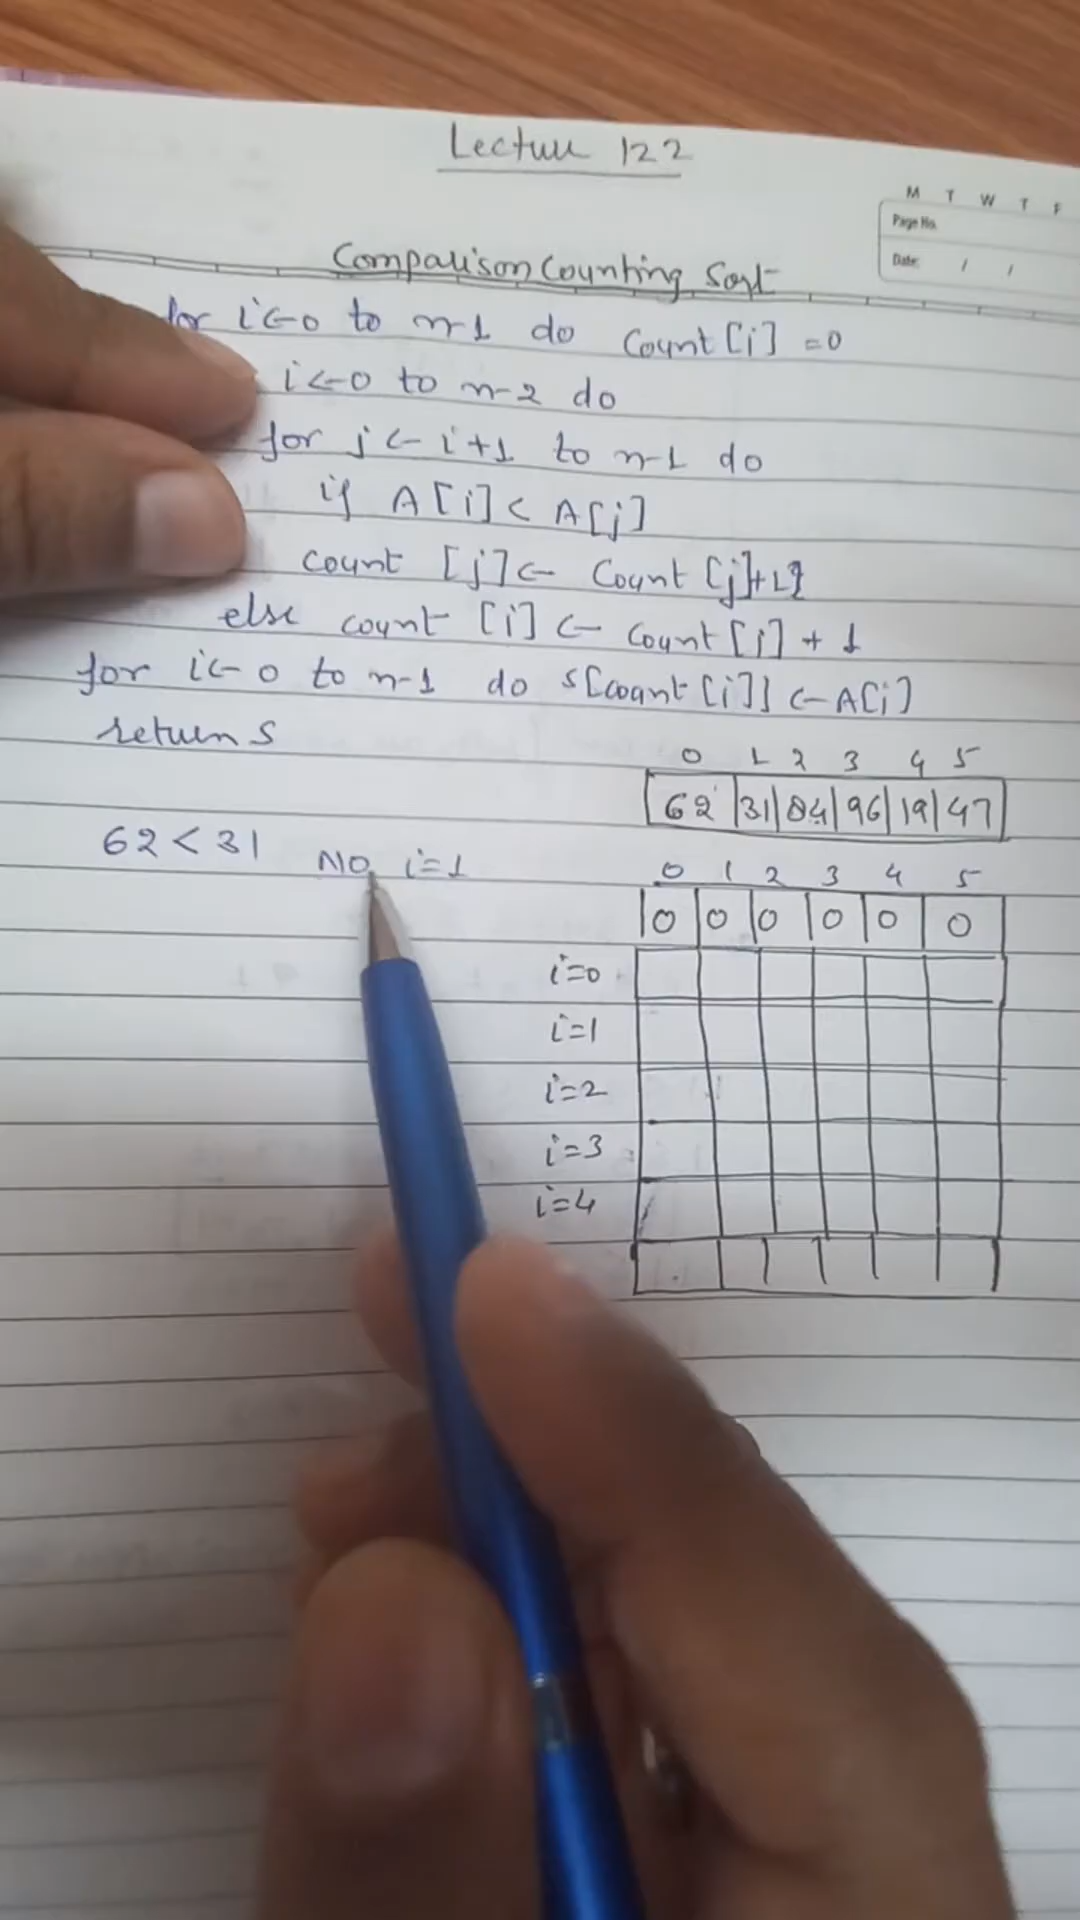 Lecture 122
M T W T F
Page No.
Date: / /
Comparison Counting Sort
for i<-0 to n-1 do Count[i] =0
i<-0 to n-2 do
for j <- i+1 to n-1 do
if A[i] < A[j]
count [j] <- Count [j]+1}
else count [i] <- Count[i] + 1
for i<-0 to n-1 do S[count[i]] <- A[i]
return S
0 1 2 3 4 5
62 31 84 96 19 47
62 < 31 NO i=1
0 1 2 3 4 5
0 0 0 0 0 0
i=0
i=1
i=2
i=3
i=4